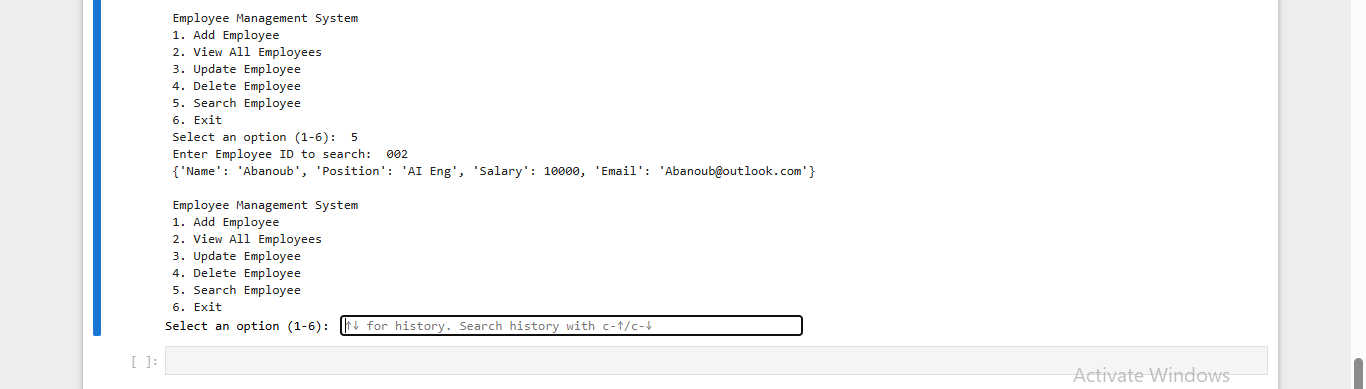 Employee Management System
1. Add Employee
2. View All Employees
3. Update Employee
4. Delete Employee
5. Search Employee
6. Exit
Select an option (1-6):  5
Enter Employee ID to search:  002
{'Name': 'Abanoub', 'Position': 'AI Eng', 'Salary': 10000, 'Email': 'Abanoub@outlook.com'}
Employee Management System
1. Add Employee
2. View All Employees
3. Update Employee
4. Delete Employee
5. Search Employee
6. Exit
Select an option (1-6): ↑↓ for history. Search history with c-↑/c-↓
[ ]:
Activate Windows